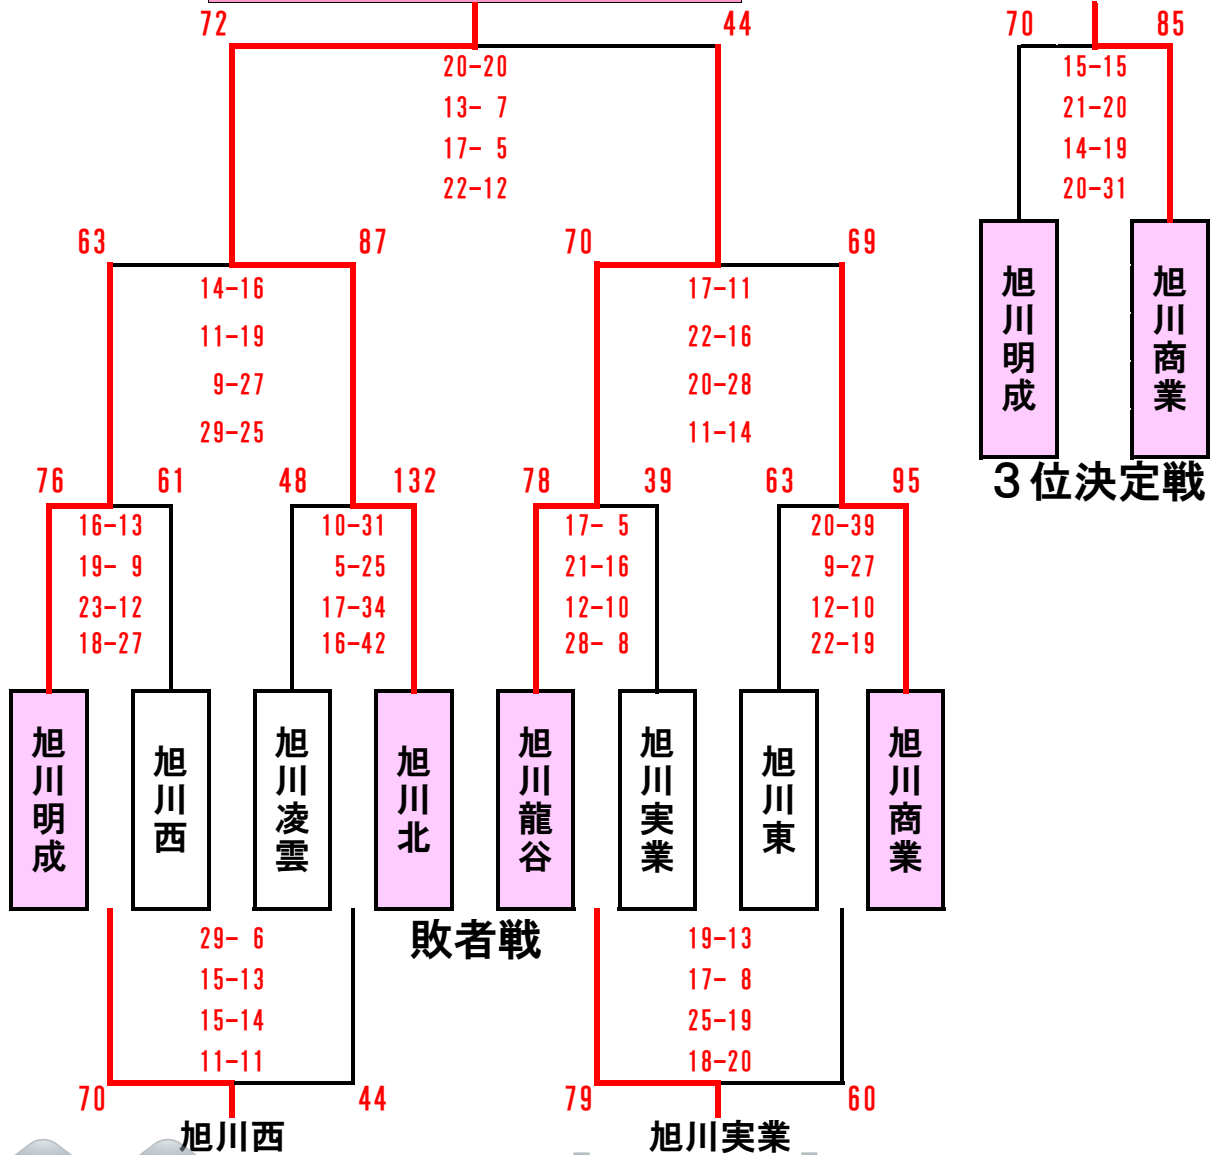 72 44 70 85
20-20 15-15
13- 7 21-20
17- 5 14-19
22-12 20-31
旭川明成 旭川商業
3位決定戦
63 87 70 69
14-16 17-11
11-19 22-16
9-27 20-28
29-25 11-14
76 61 48 132 78 39 63 95
16-13 10-31 17- 5 20-39
19- 9 5-25 21-16 9-27
23-12 17-34 12-10 12-10
18-27 16-42 28- 8 22-19
旭川明成 旭川西 旭川凌雲 旭川北 旭川龍谷 旭川実業 旭川東 旭川商業
敗者戦
29- 6 19-13
15-13 17- 8
15-14 25-19
11-11 18-20
70 44 79 60
旭川西 旭川実業